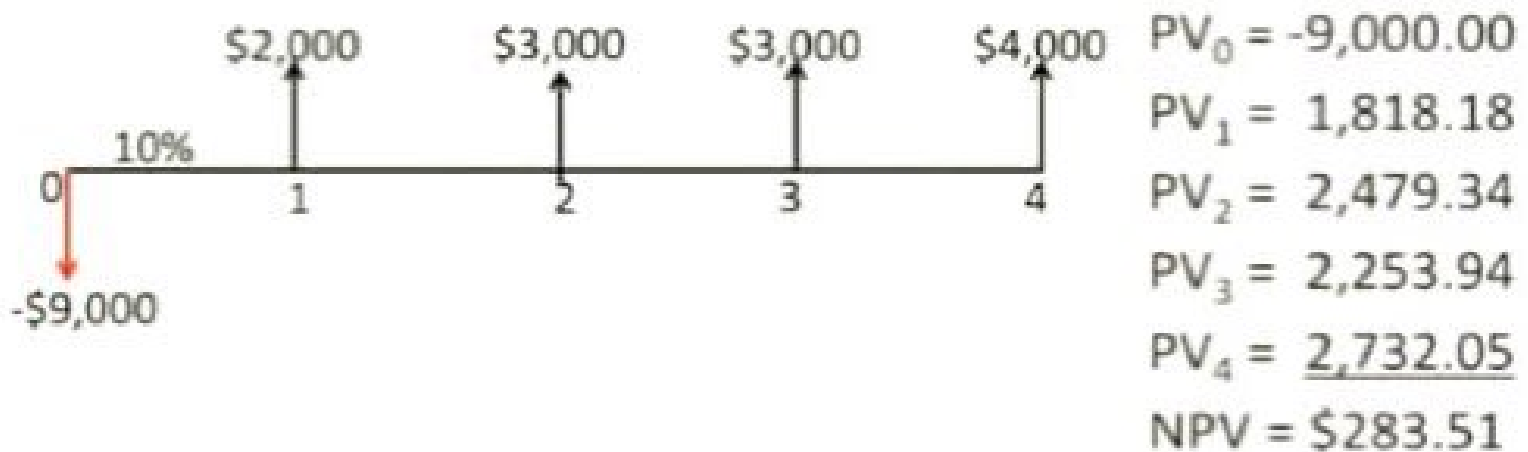 $2,000 $3,000 $3,000 $4,000
10%
0 1 2 3 4
-$9,000
PV₀ = -9,000.00
PV₁ = 1,818.18
PV₂ = 2,479.34
PV₃ = 2,253.94
PV₄ = 2,732.05
NPV = $283.51